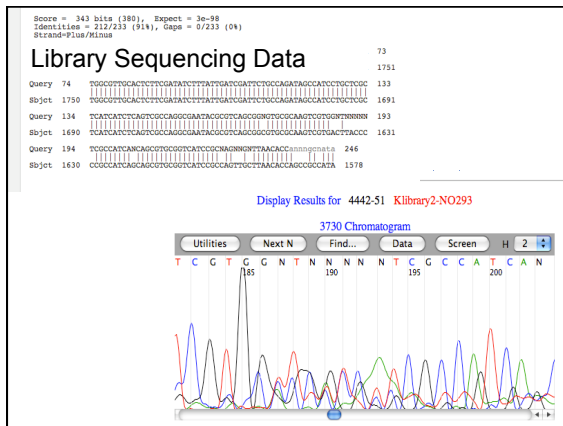 Score = 343 bits (380), Expect = 3e-98
Identities = 212/233 (91%), Gaps = 0/233 (0%)
Strand=Plus/Minus
Library Sequencing Data
73
1751
Query 74 TGGCGTTGCACTCTTCGATATCTTTATTGATCGATTCTGCCAGATAGCCATCCTGCTCGC 133
Sbjct 1750 TGGCGTTGCACTCTTCGATATCTTTATTGATCGATTCTGCCAGATAGCCATCCTGCTCGC 1691
Query 134 TCATCATCTCAGTCGCCAGGCGAATACGCGTCAGCGGNGTGCGCAAGTCGTGGNTNNNNN 193
Sbjct 1690 TCATCATCTCAGTCGCCAGGCGAATACGCGTCAGCGGCGTGCGCAAGTCGTGACTTACCC 1631
Query 194 TCGCCATCANCAGCGTGCGGTCATCCGCNAGNNGNTTAACACCannngcnata 246
Sbjct 1630 CCGCCATCAGCAGCGTGCGGTCATCCGCCAGTTGCTTAACACCAGCCGCCATA 1578
Display Results for 4442-51 Klibrary2-NO293
3730 Chromatogram
Utilities Next N Find... Data Screen H 2
T C G T G G N T N N N N N T C G C C A T C A N
185 190 195 200